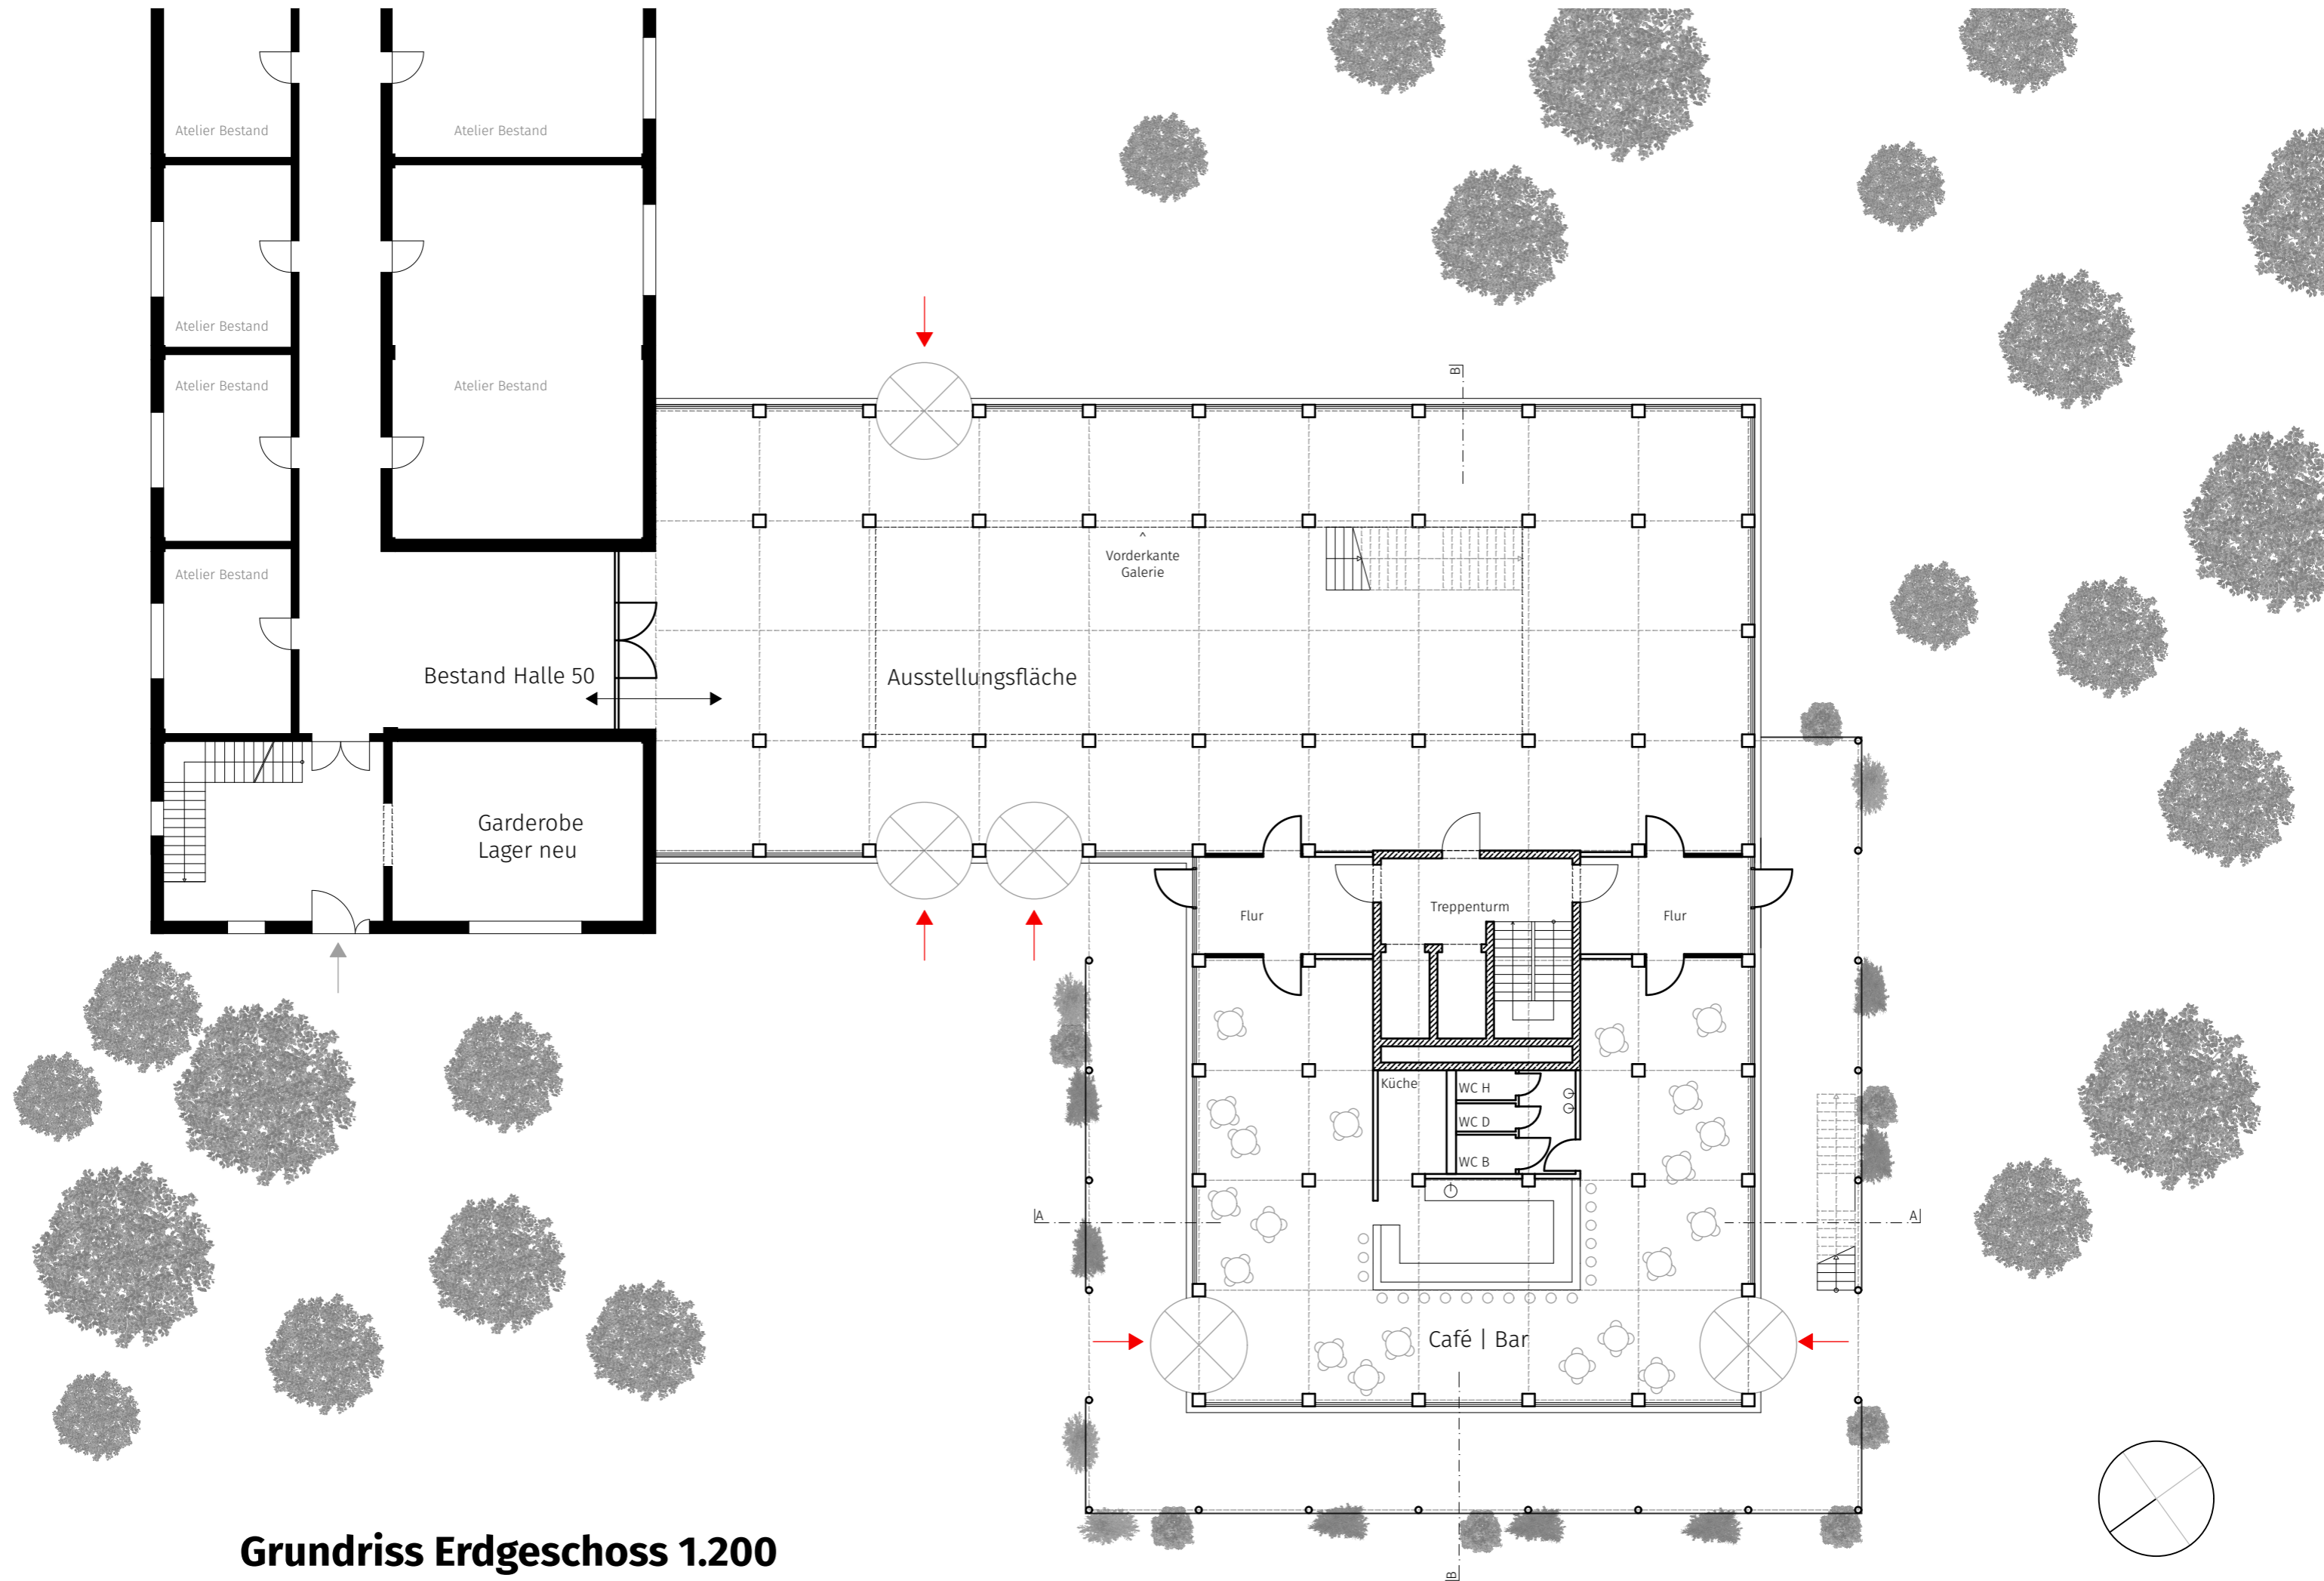 Atelier Bestand
Atelier Bestand
Atelier Bestand
Atelier Bestand
Atelier Bestand
Atelier Bestand
B
Vorderkante
Galerie
Bestand Halle 50
Ausstellungsfläche
Garderobe
Lager neu
Flur
Treppenturm
Flur
Küche
WC H
WC D
WC B
A
A
Café | Bar
Grundriss Erdgeschoss 1.200
B